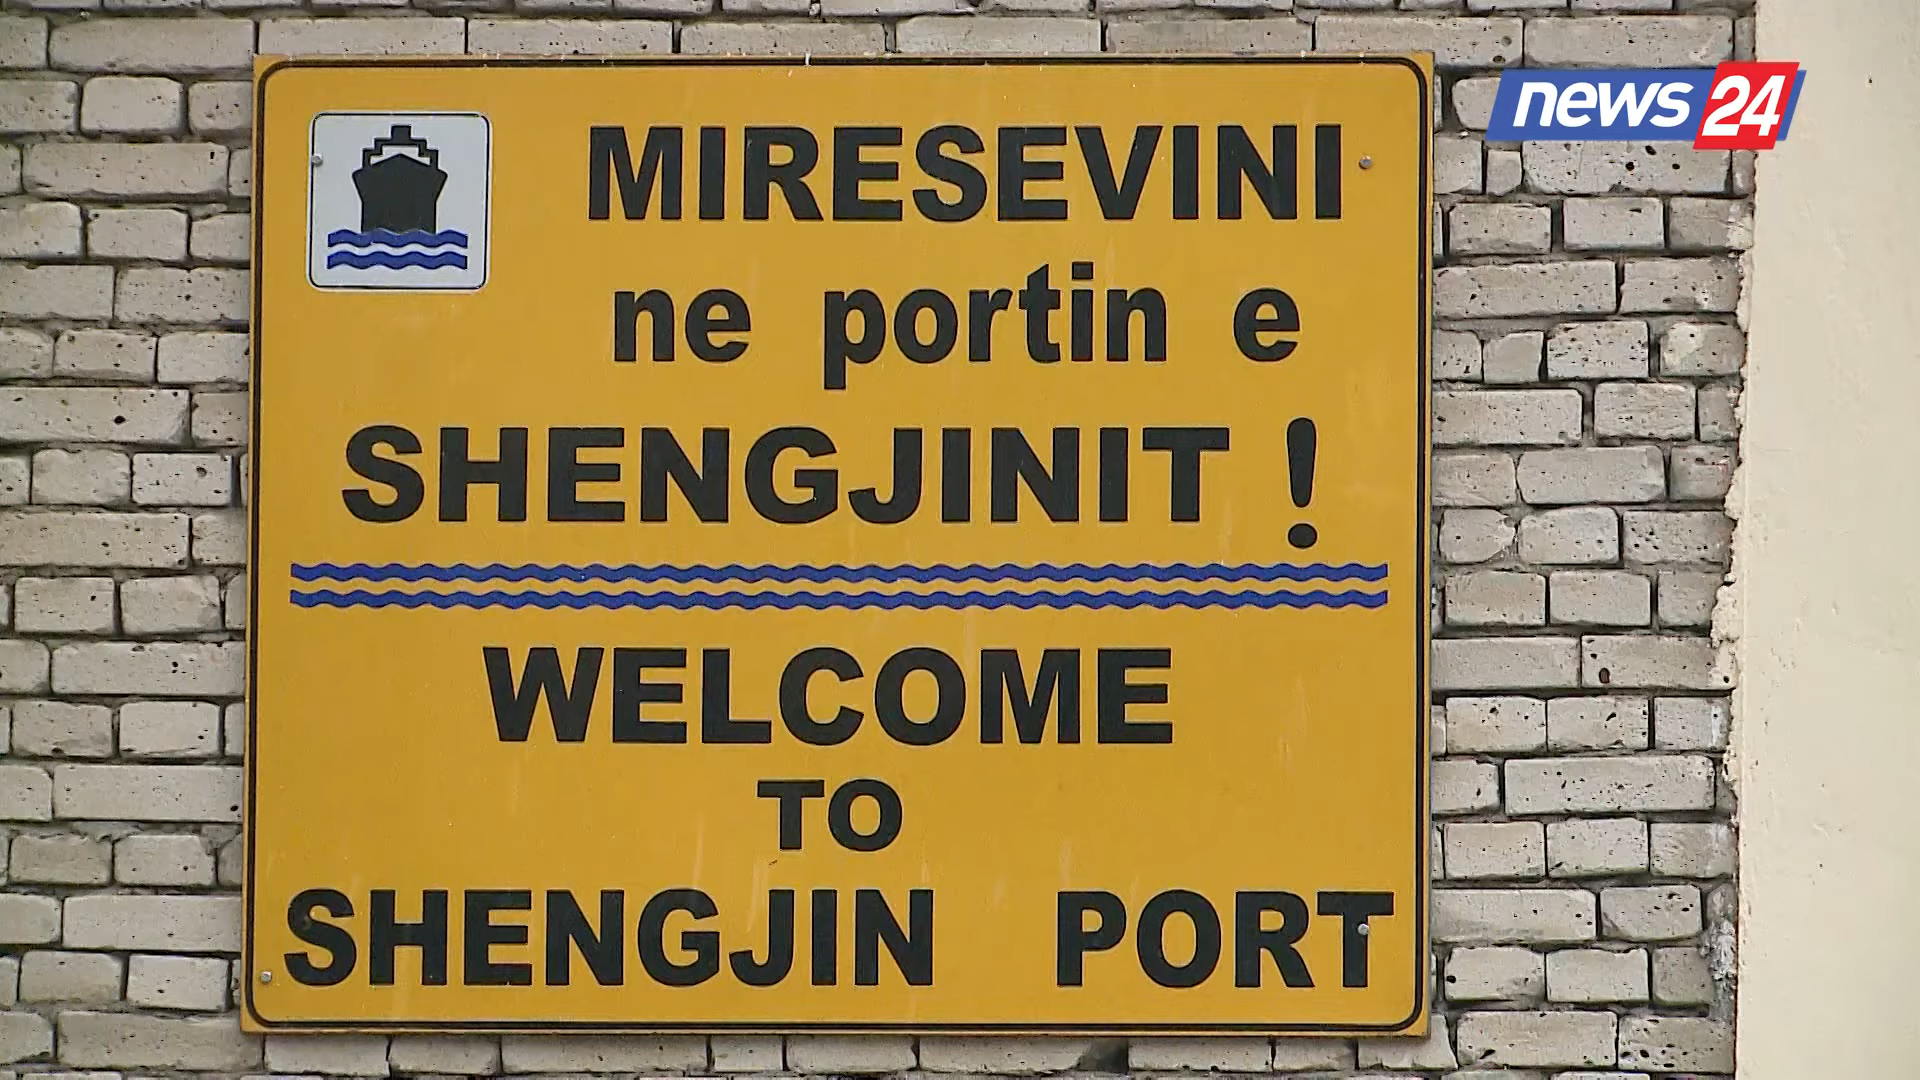 news 24
MIRESEVINI
ne portin e
SHENGJINIT !
WELCOME
TO
SHENGJIN PORT